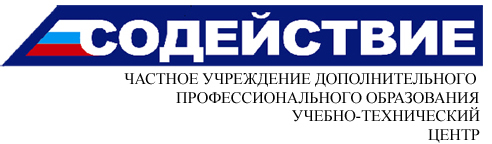 СОДЕЙСТВИЕ
ЧАСТНОЕ УЧРЕЖДЕНИЕ ДОПОЛНИТЕЛЬНОГО
ПРОФЕССИОНАЛЬНОГО ОБРАЗОВАНИЯ
УЧЕБНО-ТЕХНИЧЕСКИЙ
ЦЕНТР